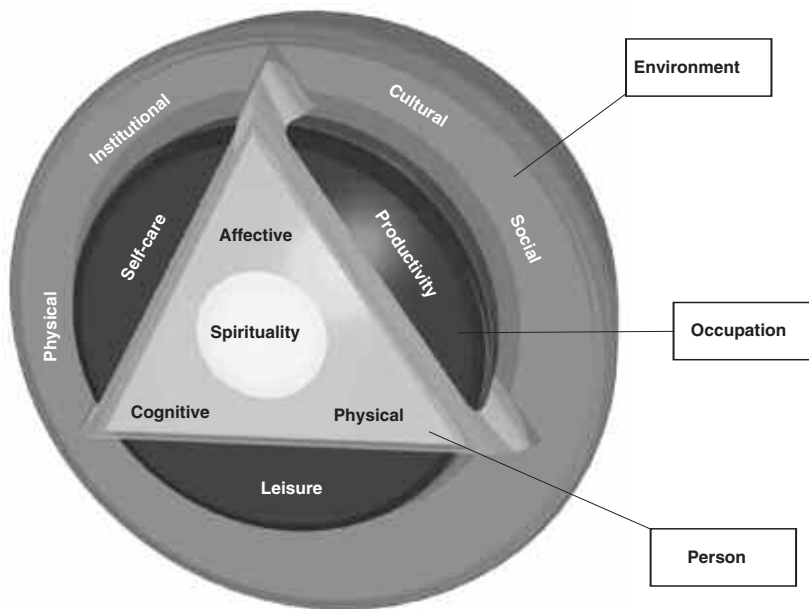 Environment
Cultural
Institutional
Social
Self-care
Productivity
Affective
Physical
Spirituality
Occupation
Cognitive
Physical
Leisure
Person